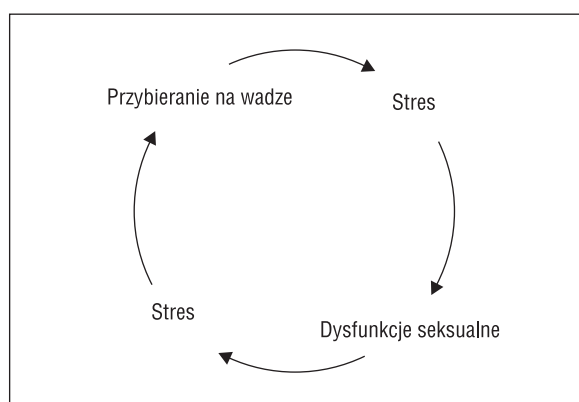 Przybieranie na wadze
Stres
Stres
Dysfunkcje seksualne